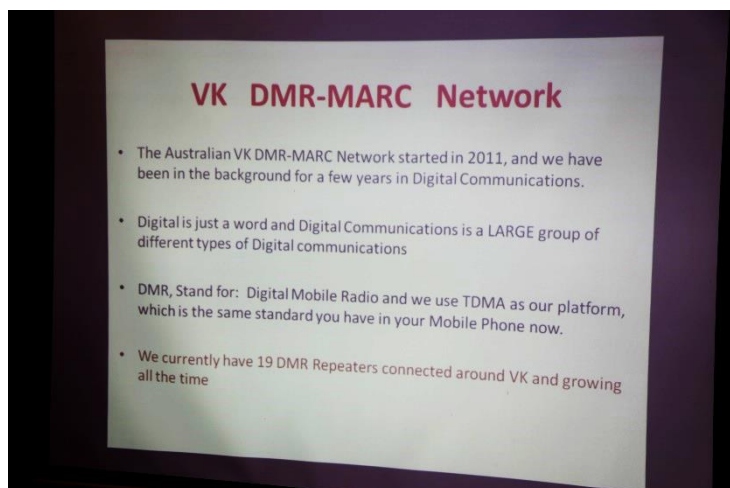 VK DMR-MARC Network
• The Australian VK DMR-MARC Network started in 2011, and we have
been in the background for a few years in Digital Communications.
• Digital is just a word and Digital Communications is a LARGE group of
different types of Digital communications
• DMR, Stand for: Digital Mobile Radio and we use TDMA as our platform,
which is the same standard you have in your Mobile Phone now.
• We currently have 19 DMR Repeaters connected around VK and growing
all the time